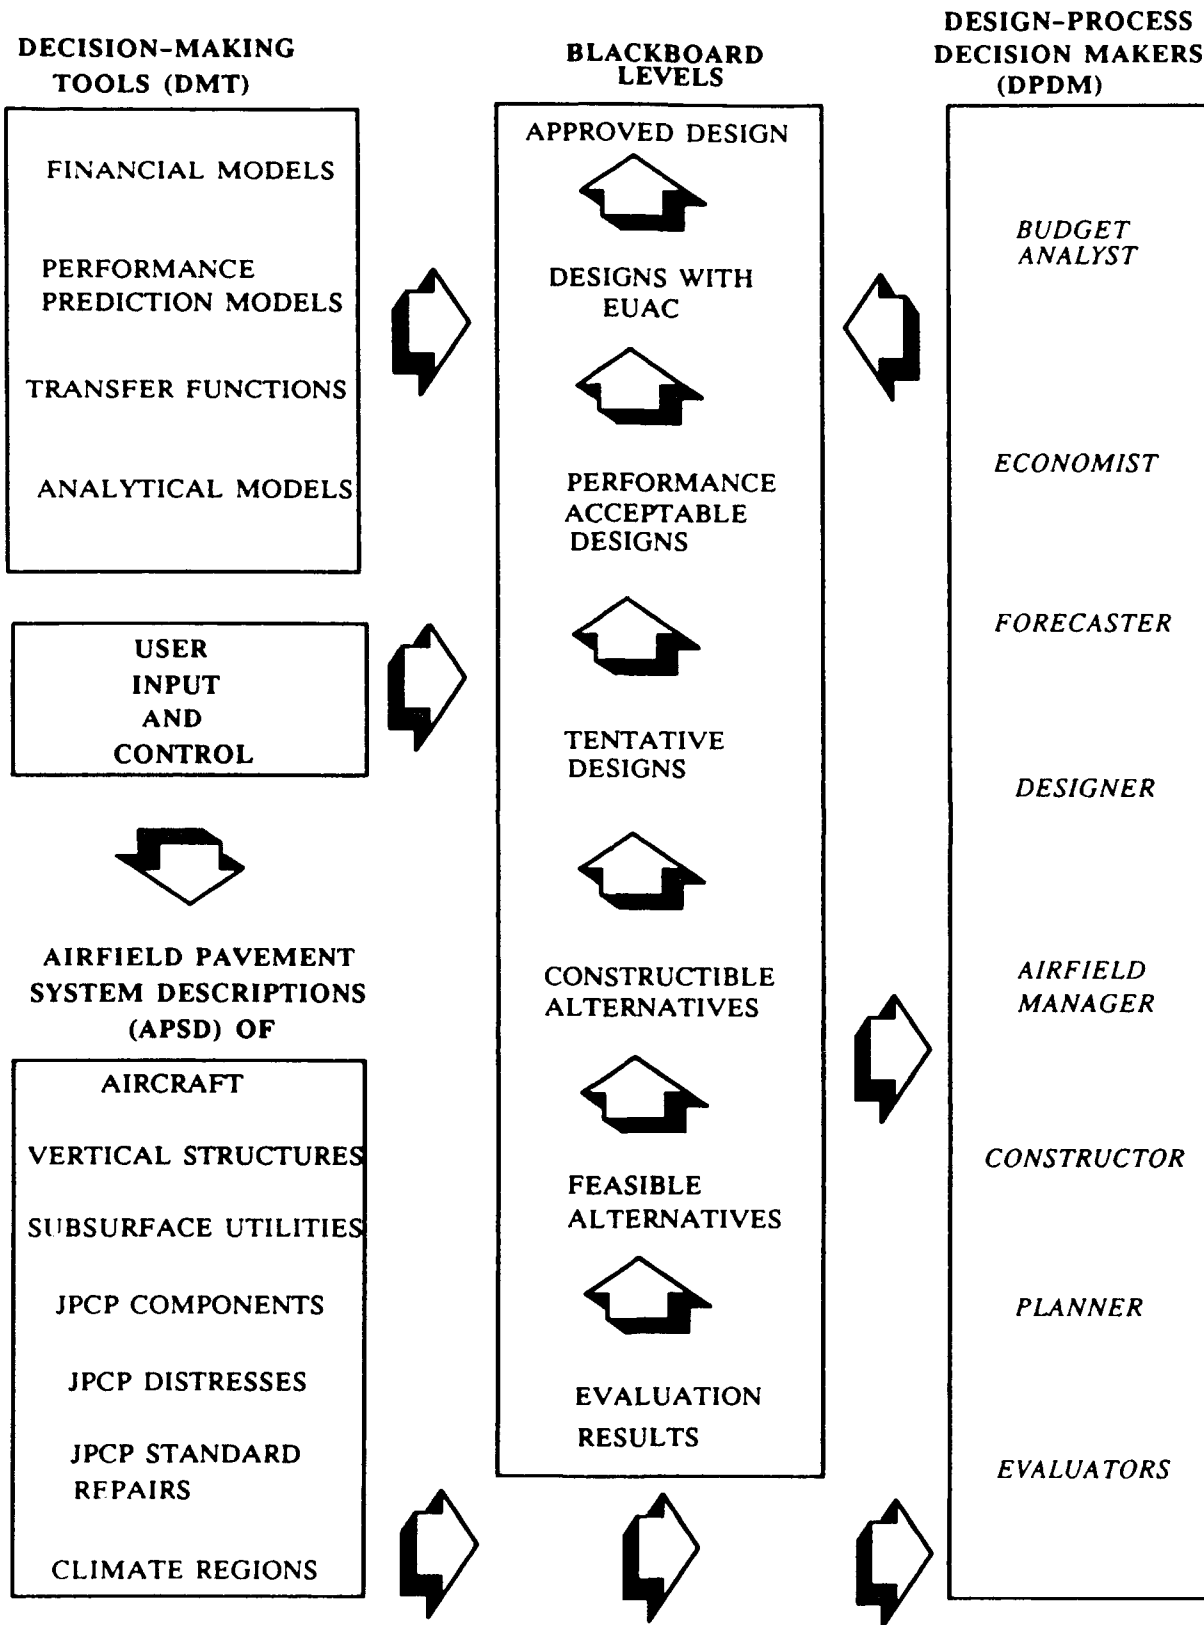 DECISION-MAKING
TOOLS (DMT)
FINANCIAL MODELS
PERFORMANCE
PREDICTION MODELS
TRANSFER FUNCTIONS
ANALYTICAL MODELS
USER
INPUT
AND
CONTROL
AIRFIELD PAVEMENT
SYSTEM DESCRIPTIONS
(APSD) OF
AIRCRAFT
VERTICAL STRUCTURES
SUBSURFACE UTILITIES
JPCP COMPONENTS
JPCP DISTRESSES
JPCP STANDARD
REPAIRS
CLIMATE REGIONS
BLACKBOARD
LEVELS
APPROVED DESIGN
DESIGNS WITH
EUAC
PERFORMANCE
ACCEPTABLE
DESIGNS
TENTATIVE
DESIGNS
CONSTRUCTIBLE
ALTERNATIVES
FEASIBLE
ALTERNATIVES
EVALUATION
RESULTS
DESIGN-PROCESS
DECISION MAKERS
(DPDM)
BUDGET
ANALYST
ECONOMIST
FORECASTER
DESIGNER
AIRFIELD
MANAGER
CONSTRUCTOR
PLANNER
EVALUATORS